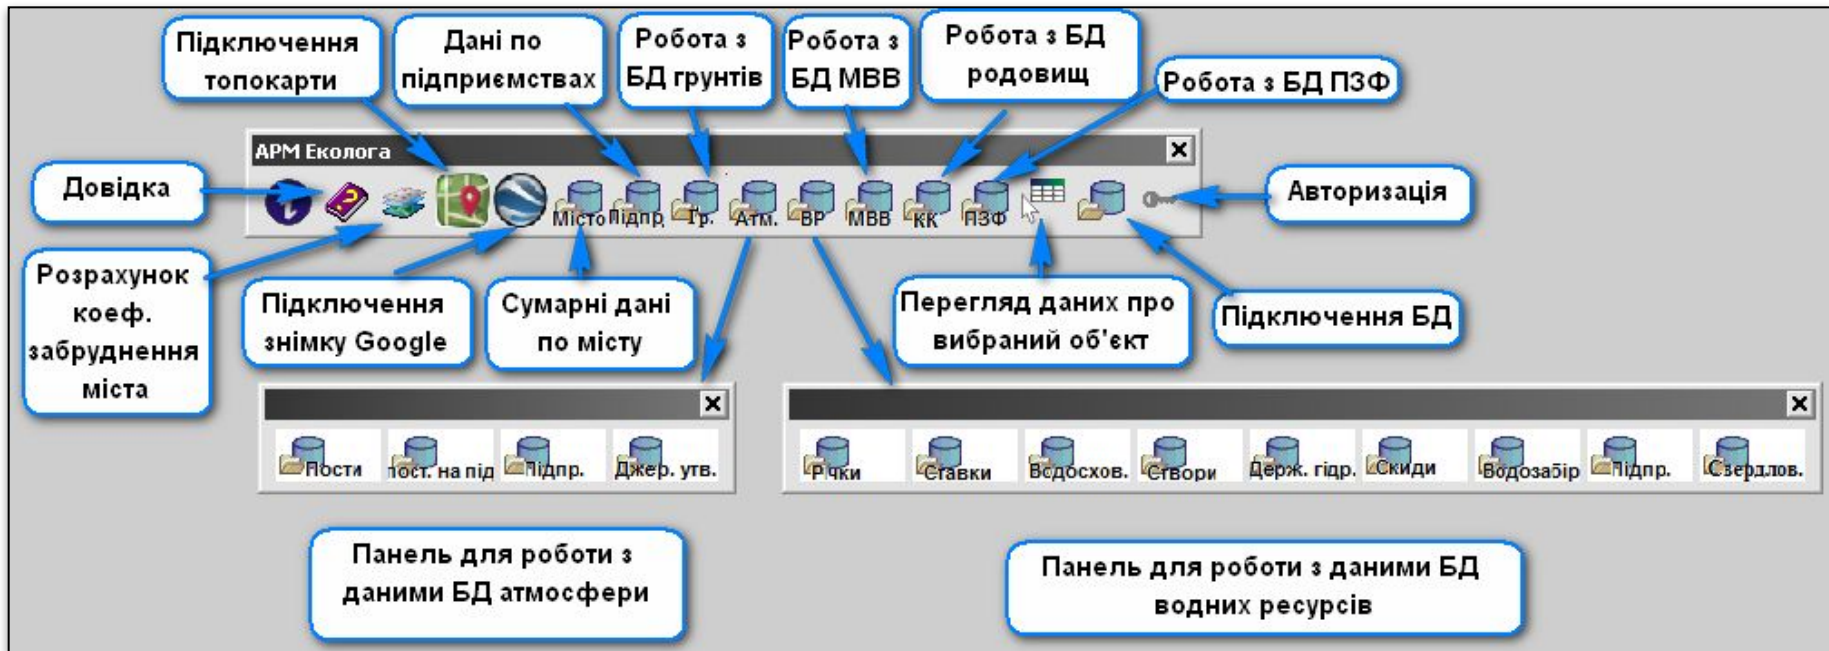 Підключення
топокарти
Дані по
підприємствах
Робота з
БД грунтів
Робота з
БД МВВ
Робота з БД
родовищ
Робота з БД ПЗФ
АРМ Еколога
Довідка
Місто Підпр. Гр. Атм. ВР МВВ КК ПЗФ
Авторизація
Розрахунок
коеф.
забруднення
міста
Підключення
знімку Google
Сумарні дані
по місту
Перегляд даних про
вибраний об'єкт
Підключення БД
Пости пост. на під Підпр. Джер. утв.
Річки Ставки Водосхов. Створи Держ. гідр. Скиди Водозабір Підпр. Свердлов.
Панель для роботи з
даними БД атмосфери
Панель для роботи з даними БД
водних ресурсів